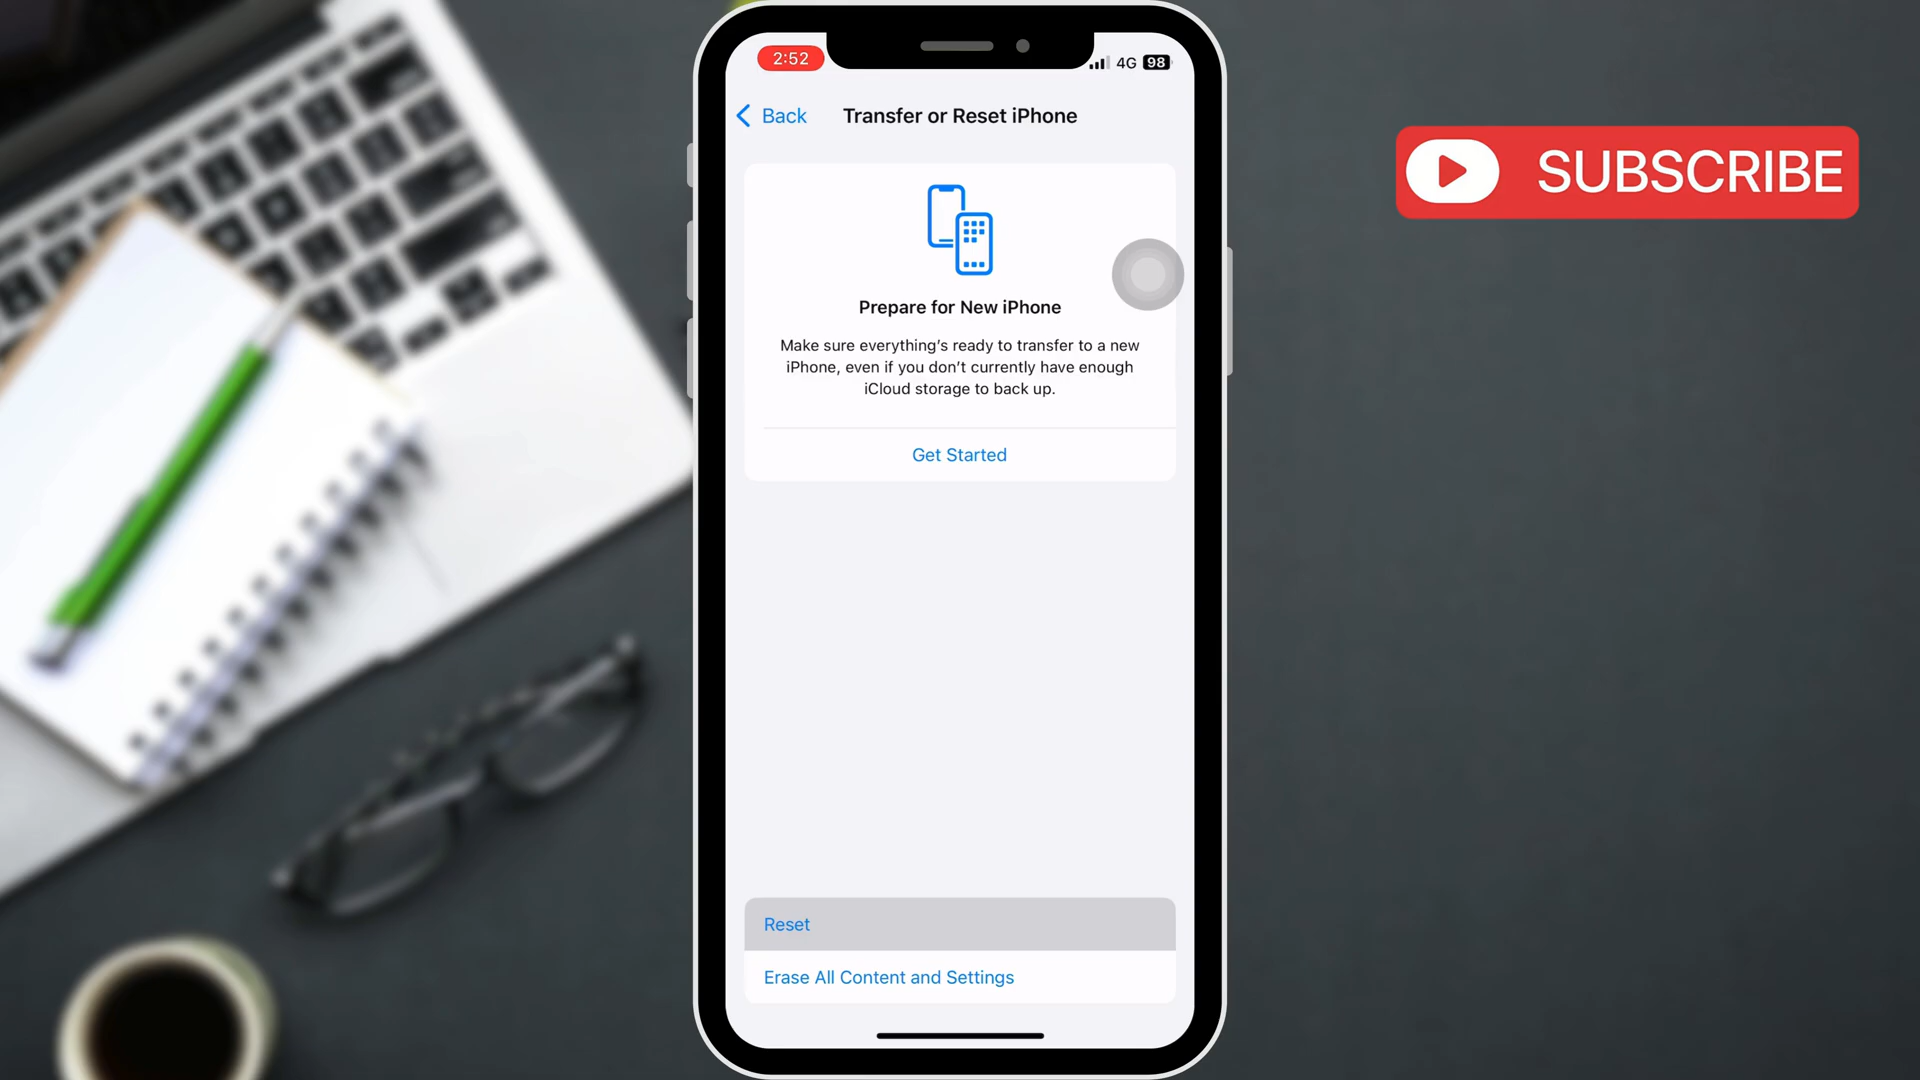 2:52
4G 98
Back
Transfer or Reset iPhone
SUBSCRIBE
Prepare for New iPhone
Make sure everything's ready to transfer to a new
iPhone, even if you don't currently have enough
iCloud storage to back up.
Get Started
Reset
Erase All Content and Settings